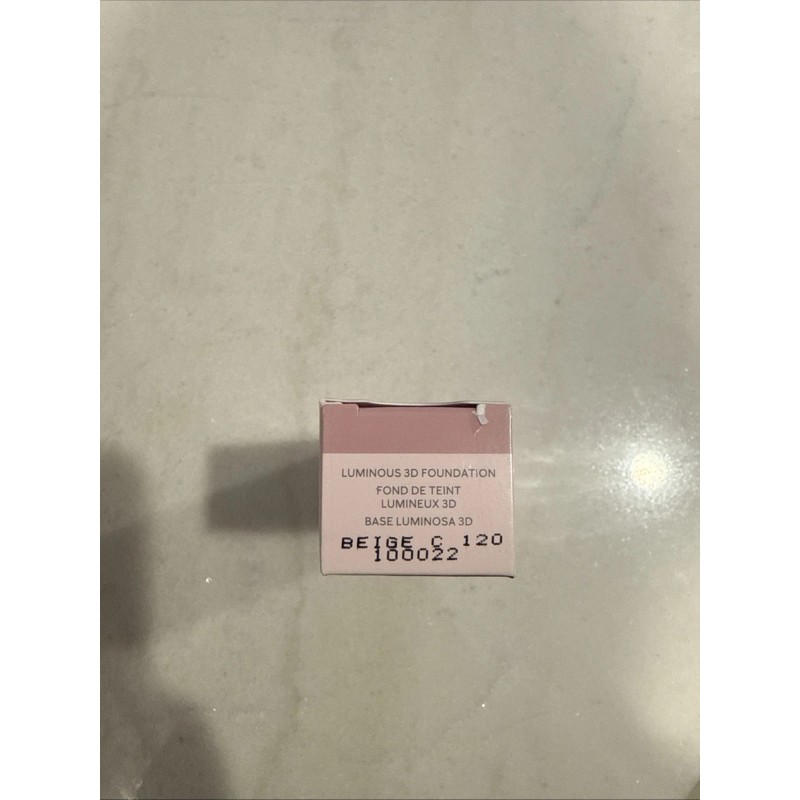 LUMINOUS 3D FOUNDATION
FOND DE TEINT
LUMINEUX 3D
BASE LUMINOSA 3D
BEIGE C 120
100022